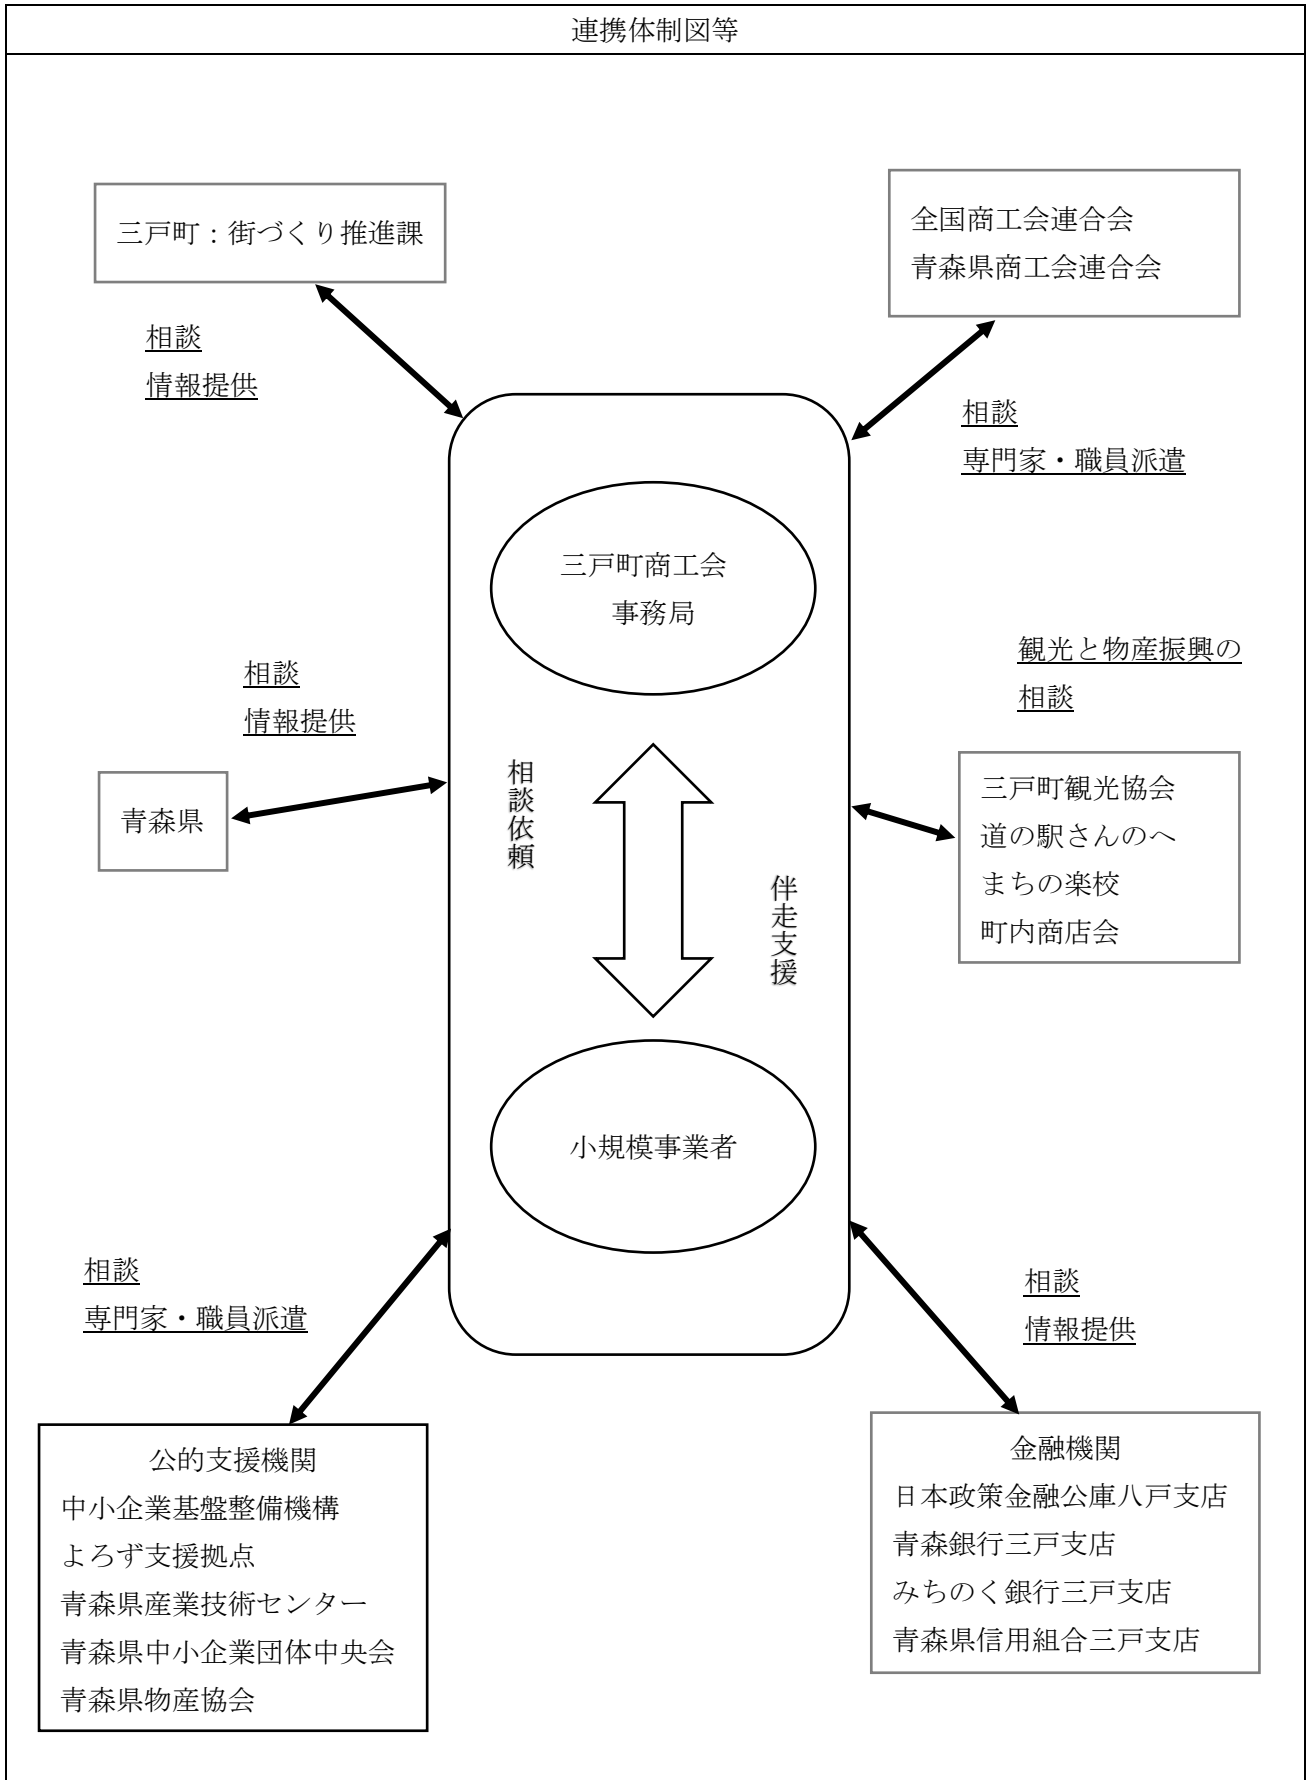 連携体制図等
三戸町：街づくり推進課
全国商工会連合会
青森県商工会連合会
相談
情報提供
相談
専門家・職員派遣
三戸町商工会
事務局
観光と物産振興の
相談
相談
情報提供
青森県
相談依頼
伴走支援
三戸町観光協会
道の駅さんのへ
まちの楽校
町内商店会
小規模事業者
相談
専門家・職員派遣
相談
情報提供
公的支援機関
中小企業基盤整備機構
よろず支援拠点
青森県産業技術センター
青森県中小企業団体中央会
青森県物産協会
金融機関
日本政策金融公庫八戸支店
青森銀行三戸支店
みちのく銀行三戸支店
青森県信用組合三戸支店